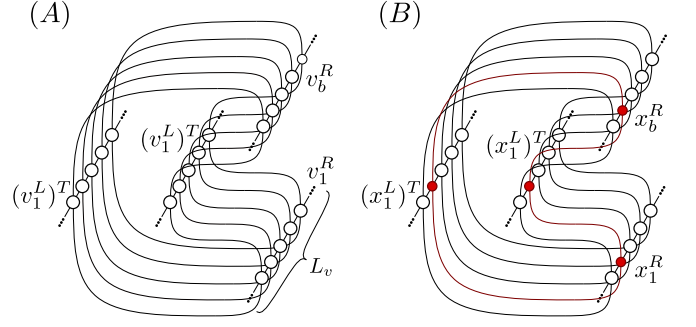 (A)
v_b^R
(v_1^L)^T
v_1^R
(v_1^L)^T
L_v
(B)
x_b^R
(x_1^L)^T
(x_1^L)^T
x_1^R